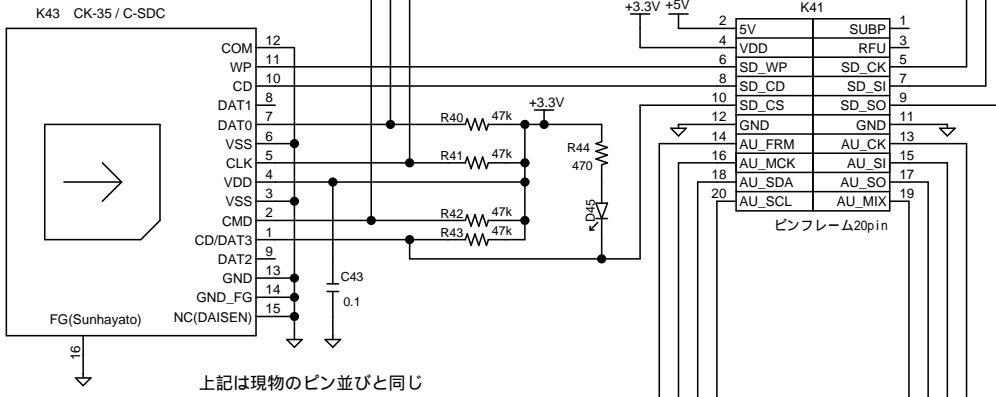 K43 CK-35 / C-SDC
COM 12
WP 11
CD 10
DAT1 8
DAT0 7
VSS 6
CLK 5
VDD 4
VSS 3
CMD 2
CD/DAT3 1
DAT2 9
GND 13
GND_FG 14
NC(DAISEN) 15
FG(Sunhayato)
16
R40 47k
R41 47k
R42 47k
R43 47k
+3.3V
R44
470
D45
C43
0.1
上記は現物のピン並びと同じ
+3.3V +5V
K41
2 5V SUBP 1
4 VDD RFU 3
6 SD_WP SD_CK 5
8 SD_CD SD_SI 7
10 SD_CS SD_SO 9
12 GND GND 11
14 AU_FRM AU_CK 13
16 AU_MCK AU_SI 15
18 AU_SDA AU_SO 17
20 AU_SCL AU_MIX 19
ピンフレーム20pin